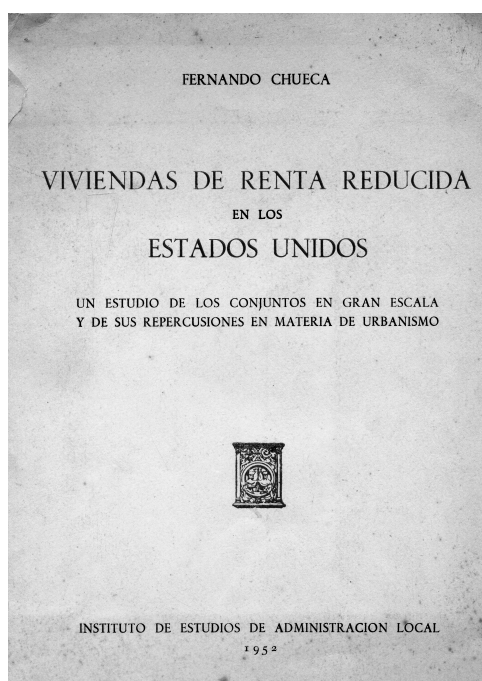 FERNANDO CHUECA
VIVIENDAS DE RENTA REDUCIDA
EN LOS
ESTADOS UNIDOS
UN ESTUDIO DE LOS CONJUNTOS EN GRAN ESCALA
Y DE SUS REPERCUSIONES EN MATERIA DE URBANISMO
INSTITUTO DE ESTUDIOS DE ADMINISTRACION LOCAL
1952